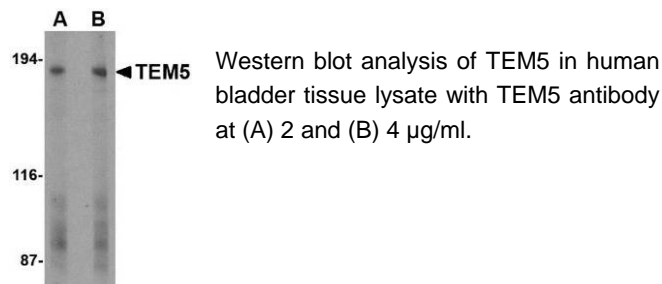 A B
194-
TEM5
116-
87-
Western blot analysis of TEM5 in human
bladder tissue lysate with TEM5 antibody
at (A) 2 and (B) 4 µg/ml.